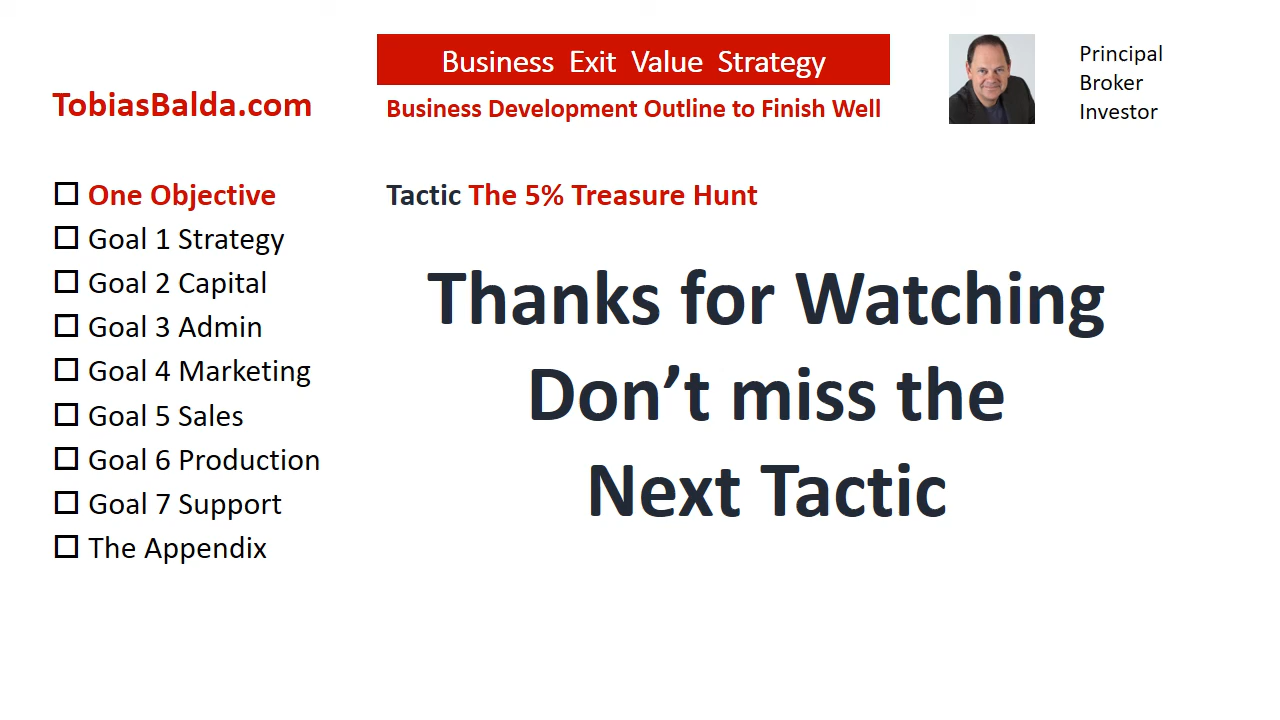 TobiasBalda.com
Business Exit Value Strategy
Business Development Outline to Finish Well
Principal
Broker
Investor
One Objective
Goal 1 Strategy
Goal 2 Capital
Goal 3 Admin
Goal 4 Marketing
Goal 5 Sales
Goal 6 Production
Goal 7 Support
The Appendix
Tactic The 5% Treasure Hunt
Thanks for Watching
Don’t miss the
Next Tactic